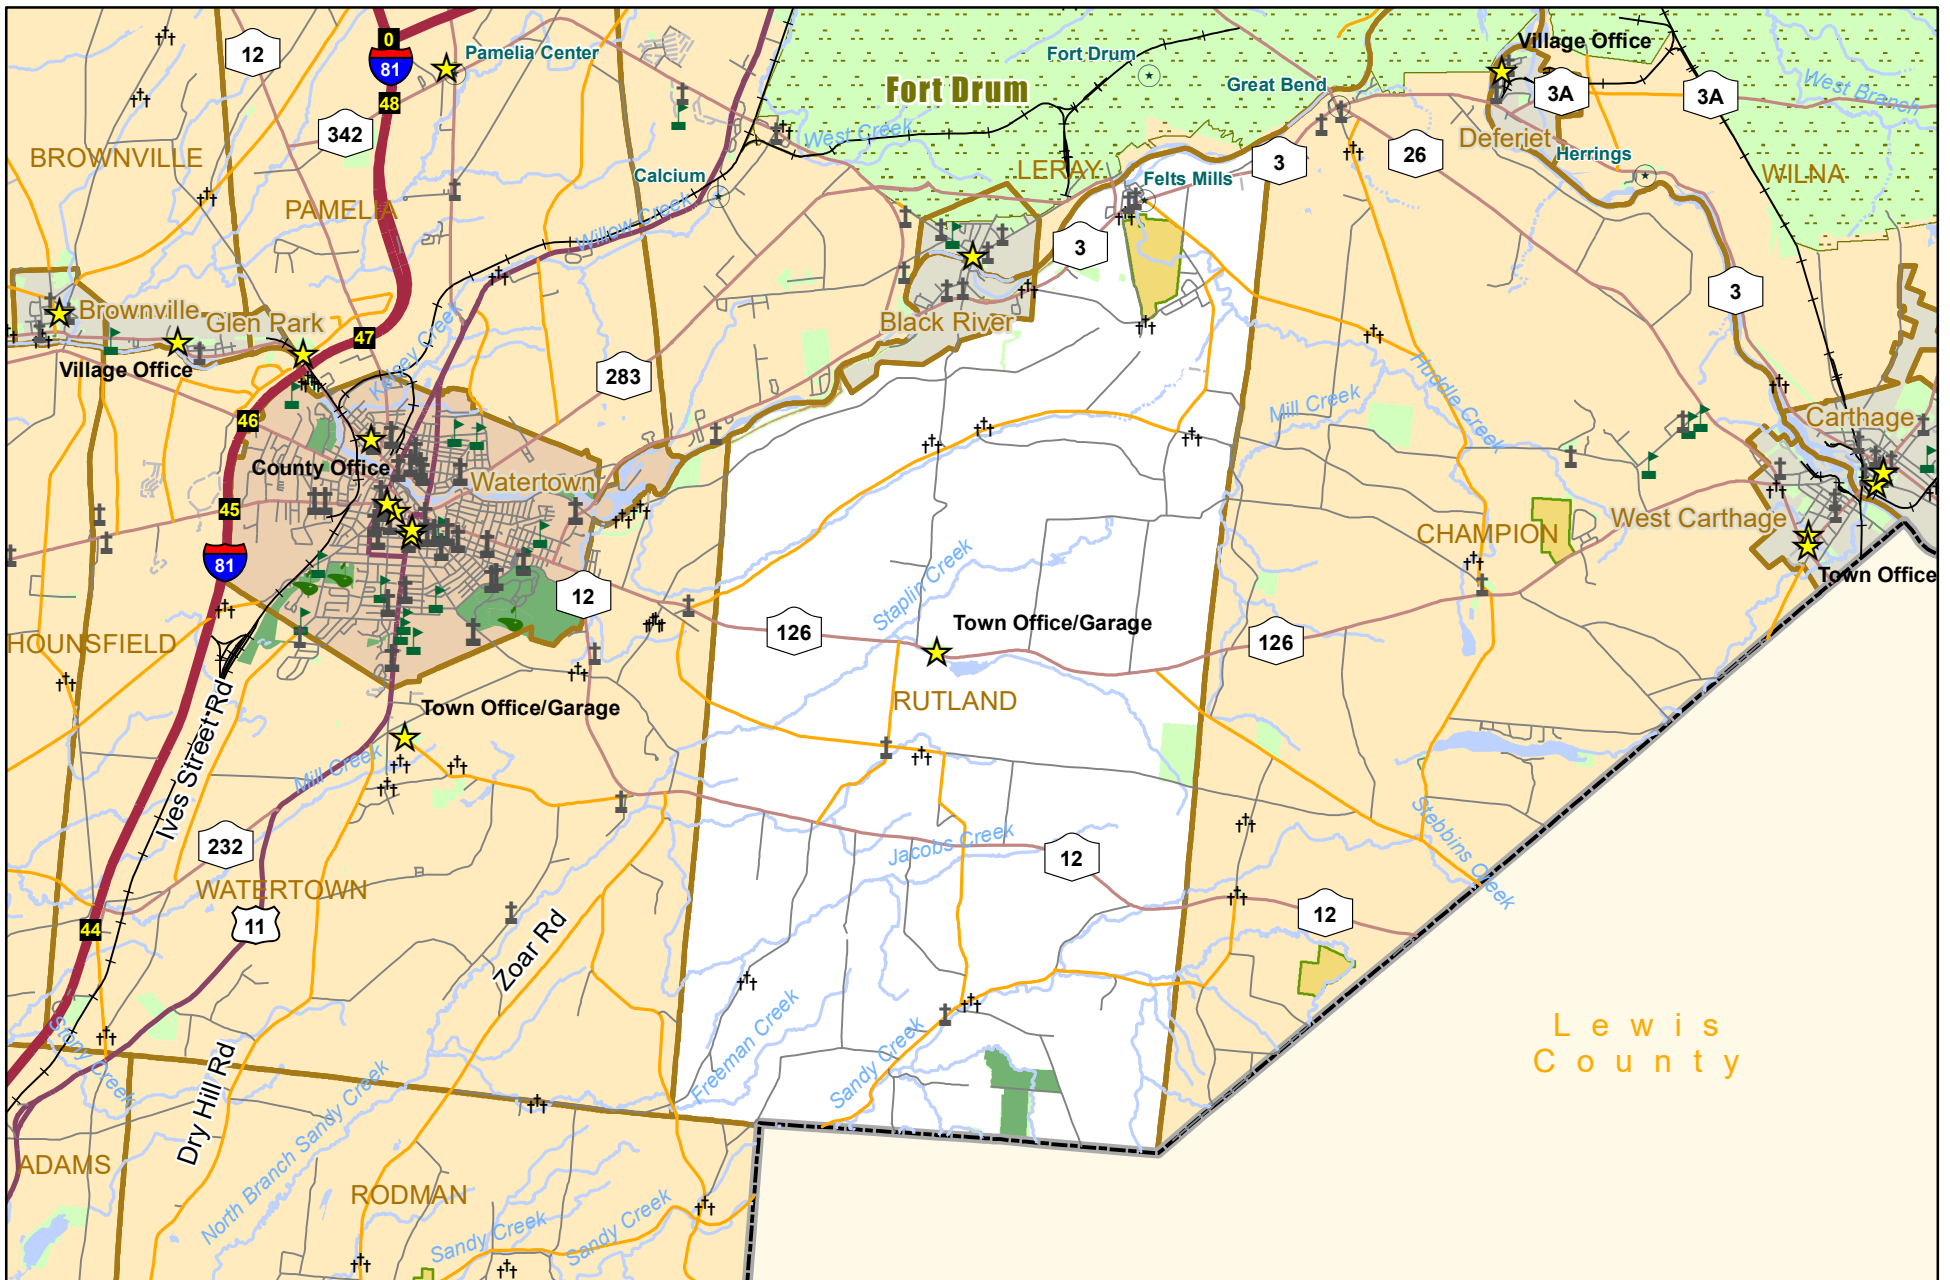 0
81
12
Pamelia Center
48
342
BROWNVILLE
PAMELIA
Calcium
Willow Creek
West Creek
Fort Drum
Fort Drum
Great Bend
LERAY
Felts Mills
3
26
Village Office
3A
3A
West Branch
Deferiet
Herrings
WILNA
3
3
Brownville
Glen Park
47
Village Office
Kelsey Creek
Black River
283
46
County Office
Watertown
45
81
12
Mill Creek
Huddle Creek
Carthage
West Carthage
CHAMPION
Town Office
HOUNSFIELD
126
Staplin Creek
Town Office/Garage
126
RUTLAND
Town Office/Garage
Ives Street Rd
Mill Creek
232
WATERTOWN
11
44
Zoar Rd
Jacobs Creek
12
12
Stebbins Creek
Stony Creek
Dry Hill Rd
North Branch Sandy Creek
Freeman Creek
Sandy Creek
Lewis
County
ADAMS
RODMAN
Sandy Creek
Sandy Creek